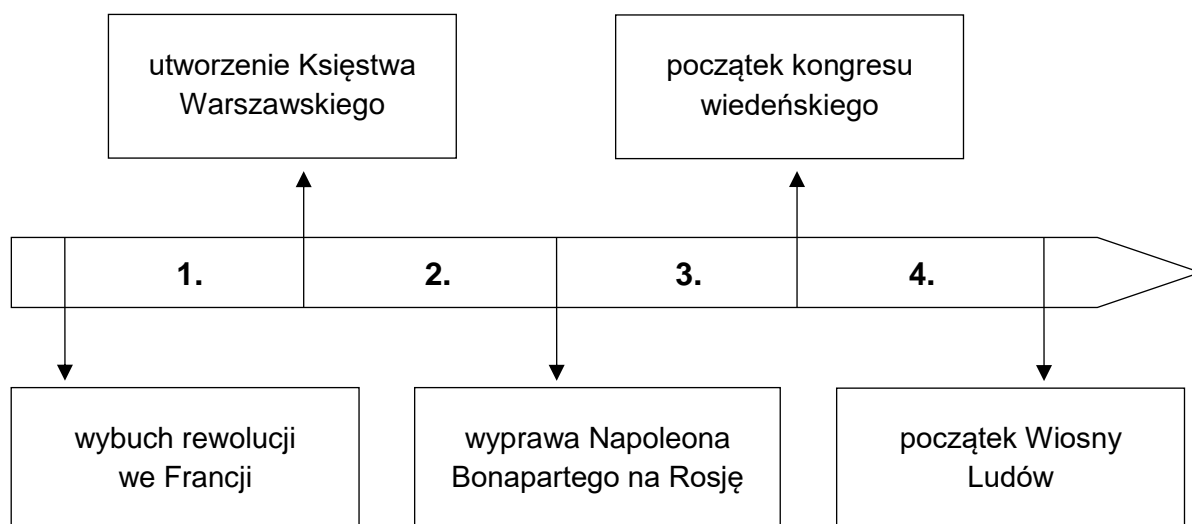 utworzenie Księstwa
Warszawskiego
początek kongresu
wiedeńskiego
1.
2.
3.
4.
wybuch rewolucji
we Francji
wyprawa Napoleona
Bonapartego na Rosję
początek Wiosny
Ludów